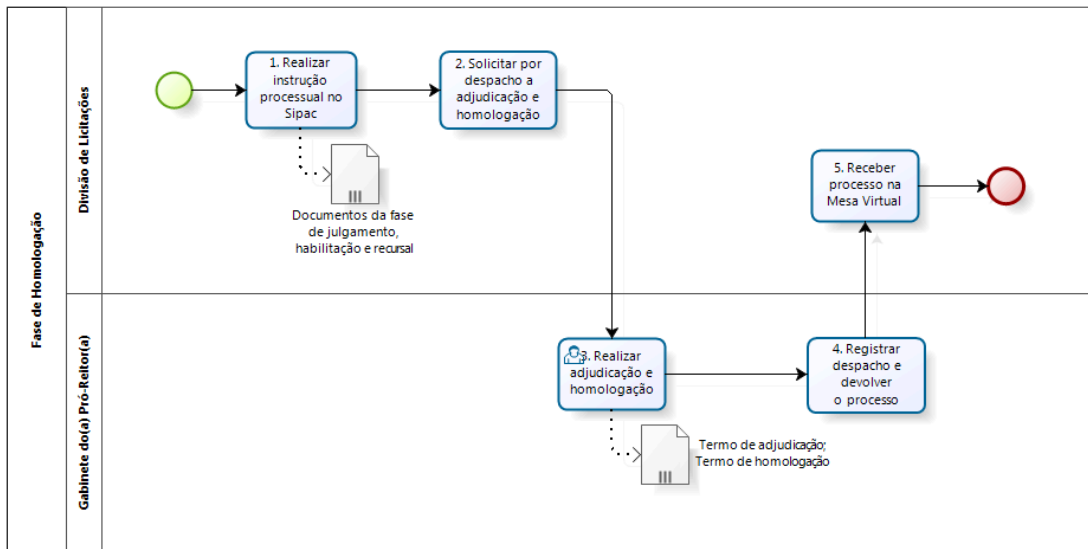 Fase de Homologação
Divisão de Licitações
1. Realizar
instrução
processual no
Sipac
2. Solicitar por
despacho a
adjudicação e
homologação
Documentos da fase
de julgamento,
habilitação e recursal
5. Receber
processo na
Mesa Virtual
Gabinete do(a) Pró-Reitor(a)
3. Realizar
adjudicação e
homologação
4. Registrar
despacho e
devolver
o processo
Termo de adjudicação;
Termo de homologação